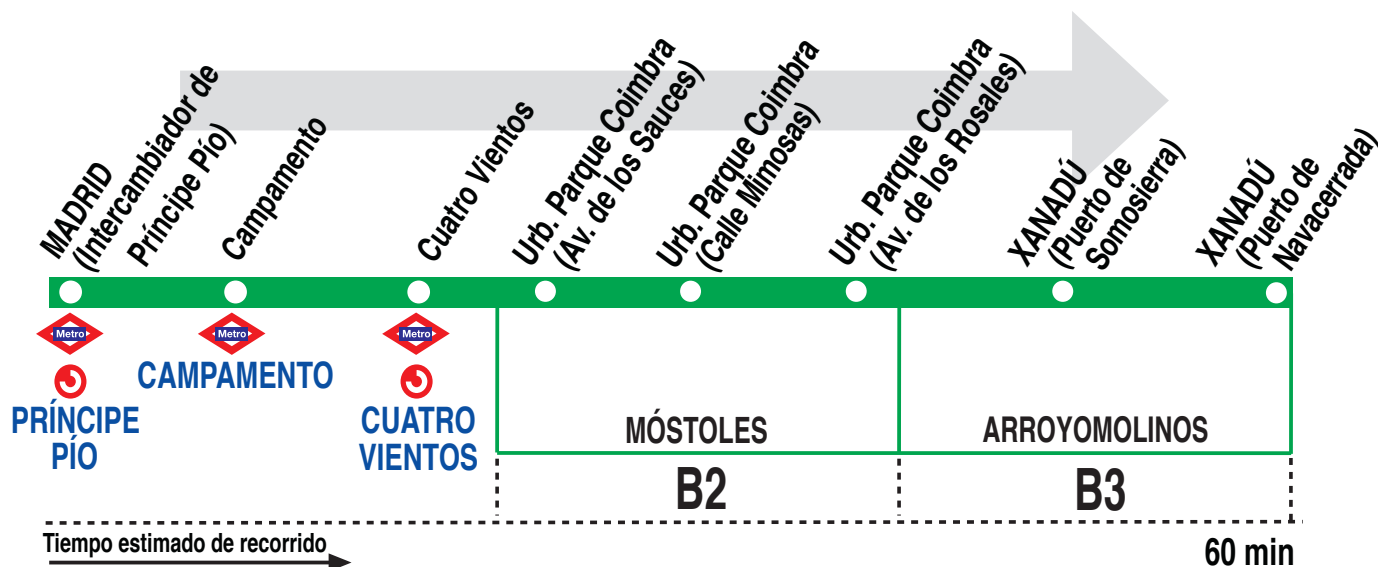 MADRID
(Intercambiador de
Príncipe Pío)
Campamento
Cuatro Vientos
Urb. Parque Coimbra
(Av. de los Sauces)
Urb. Parque Coimbra
(Calle Mimosas)
Urb. Parque Coimbra
(Av. de los Rosales)
XANADÚ
(Puerto de
Somosierra)
XANADÚ
(Puerto de
Navacerrada)
Metro
Metro
Metro
PRÍNCIPE
PÍO
CAMPAMENTO
CUATRO
VIENTOS
MÓSTOLES
ARROYOMOLINOS
B2
B3
Tiempo estimado de recorrido
60 min